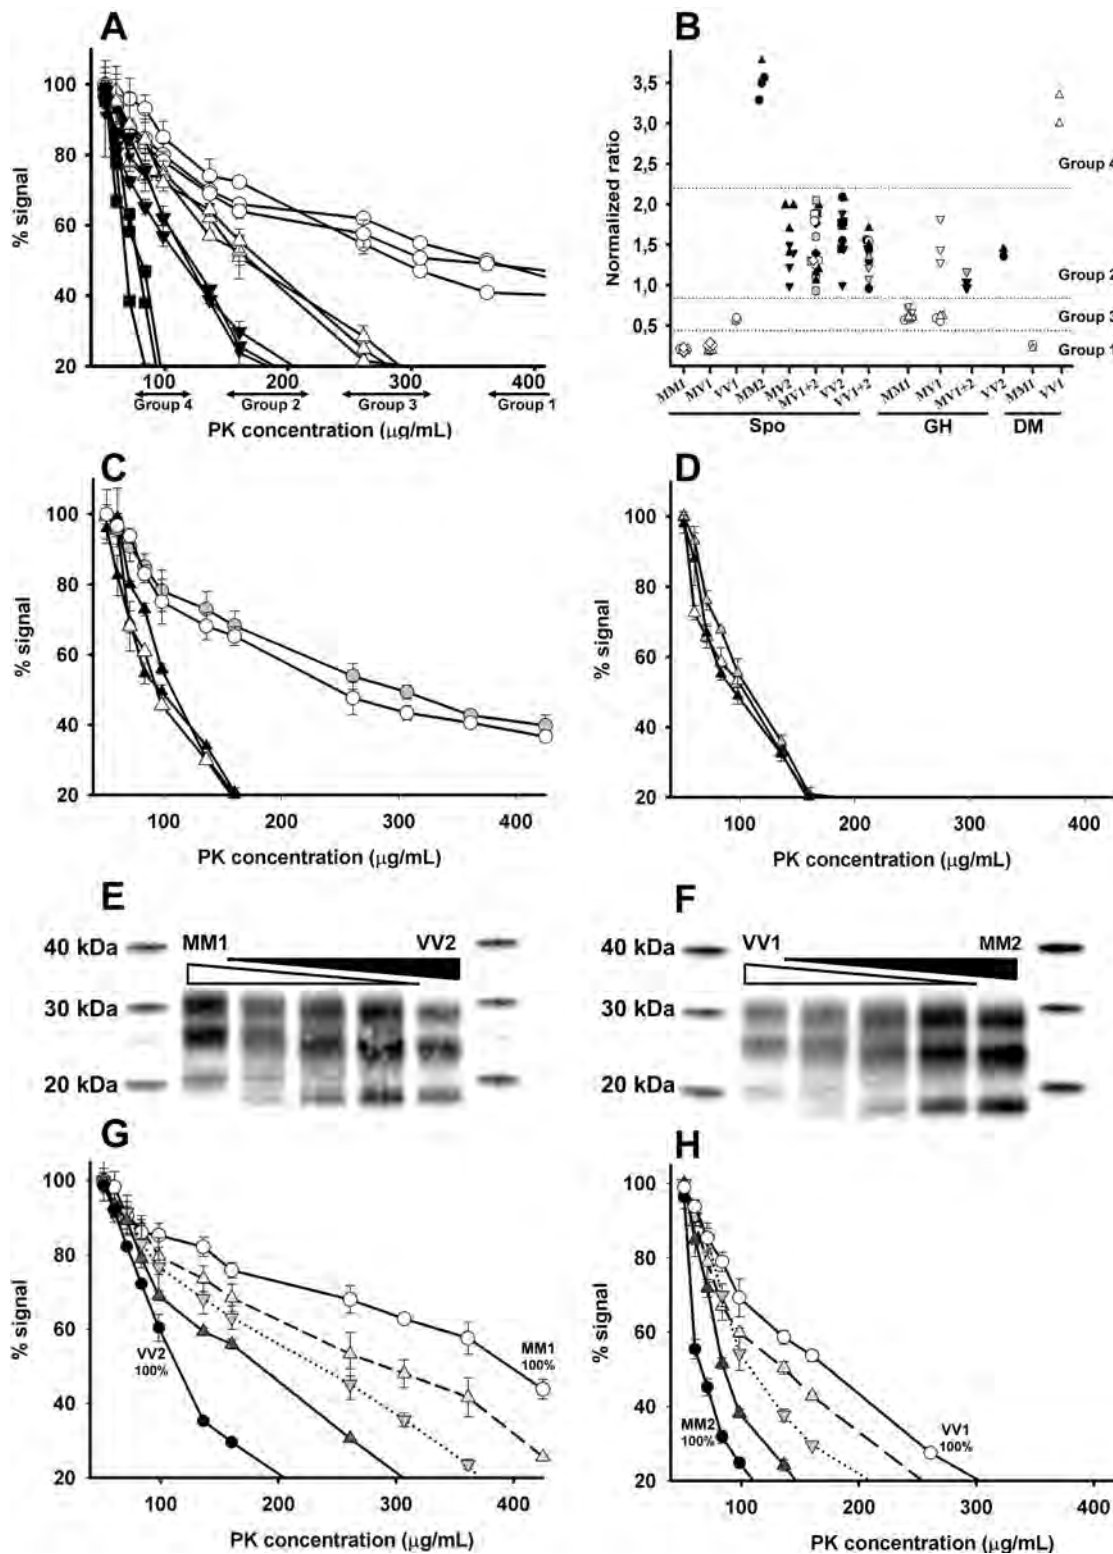 A
% signal
100
80
60
40
20
100
200
300
400
Group 4
Group 2
Group 3
Group 1
PK concentration (µg/mL)
B
Normalized ratio
3,5
3,0
2,0
1,5
1,0
0,5
Group 4
Group 2
Group 3
Group 1
MM1
MV1
VV1
MM2
MV2
MV1+2
VV2
VV1+2
MM1
MV1
MV1+2
VV2
MM1
VV1
Spo
GH
DM
C
% signal
100
80
60
40
20
100
200
300
400
PK concentration (µg/mL)
D
% signal
100
80
60
40
20
100
200
300
400
PK concentration (µg/mL)
E
MM1
VV2
40 kDa
30 kDa
20 kDa
F
VV1
MM2
40 kDa
30 kDa
20 kDa
G
% signal
100
80
60
40
20
VV2
100%
MM1
100%
100
200
300
400
PK concentration (µg/mL)
H
% signal
100
80
60
40
20
MM2
100%
VV1
100%
100
200
300
400
PK concentration (µg/mL)